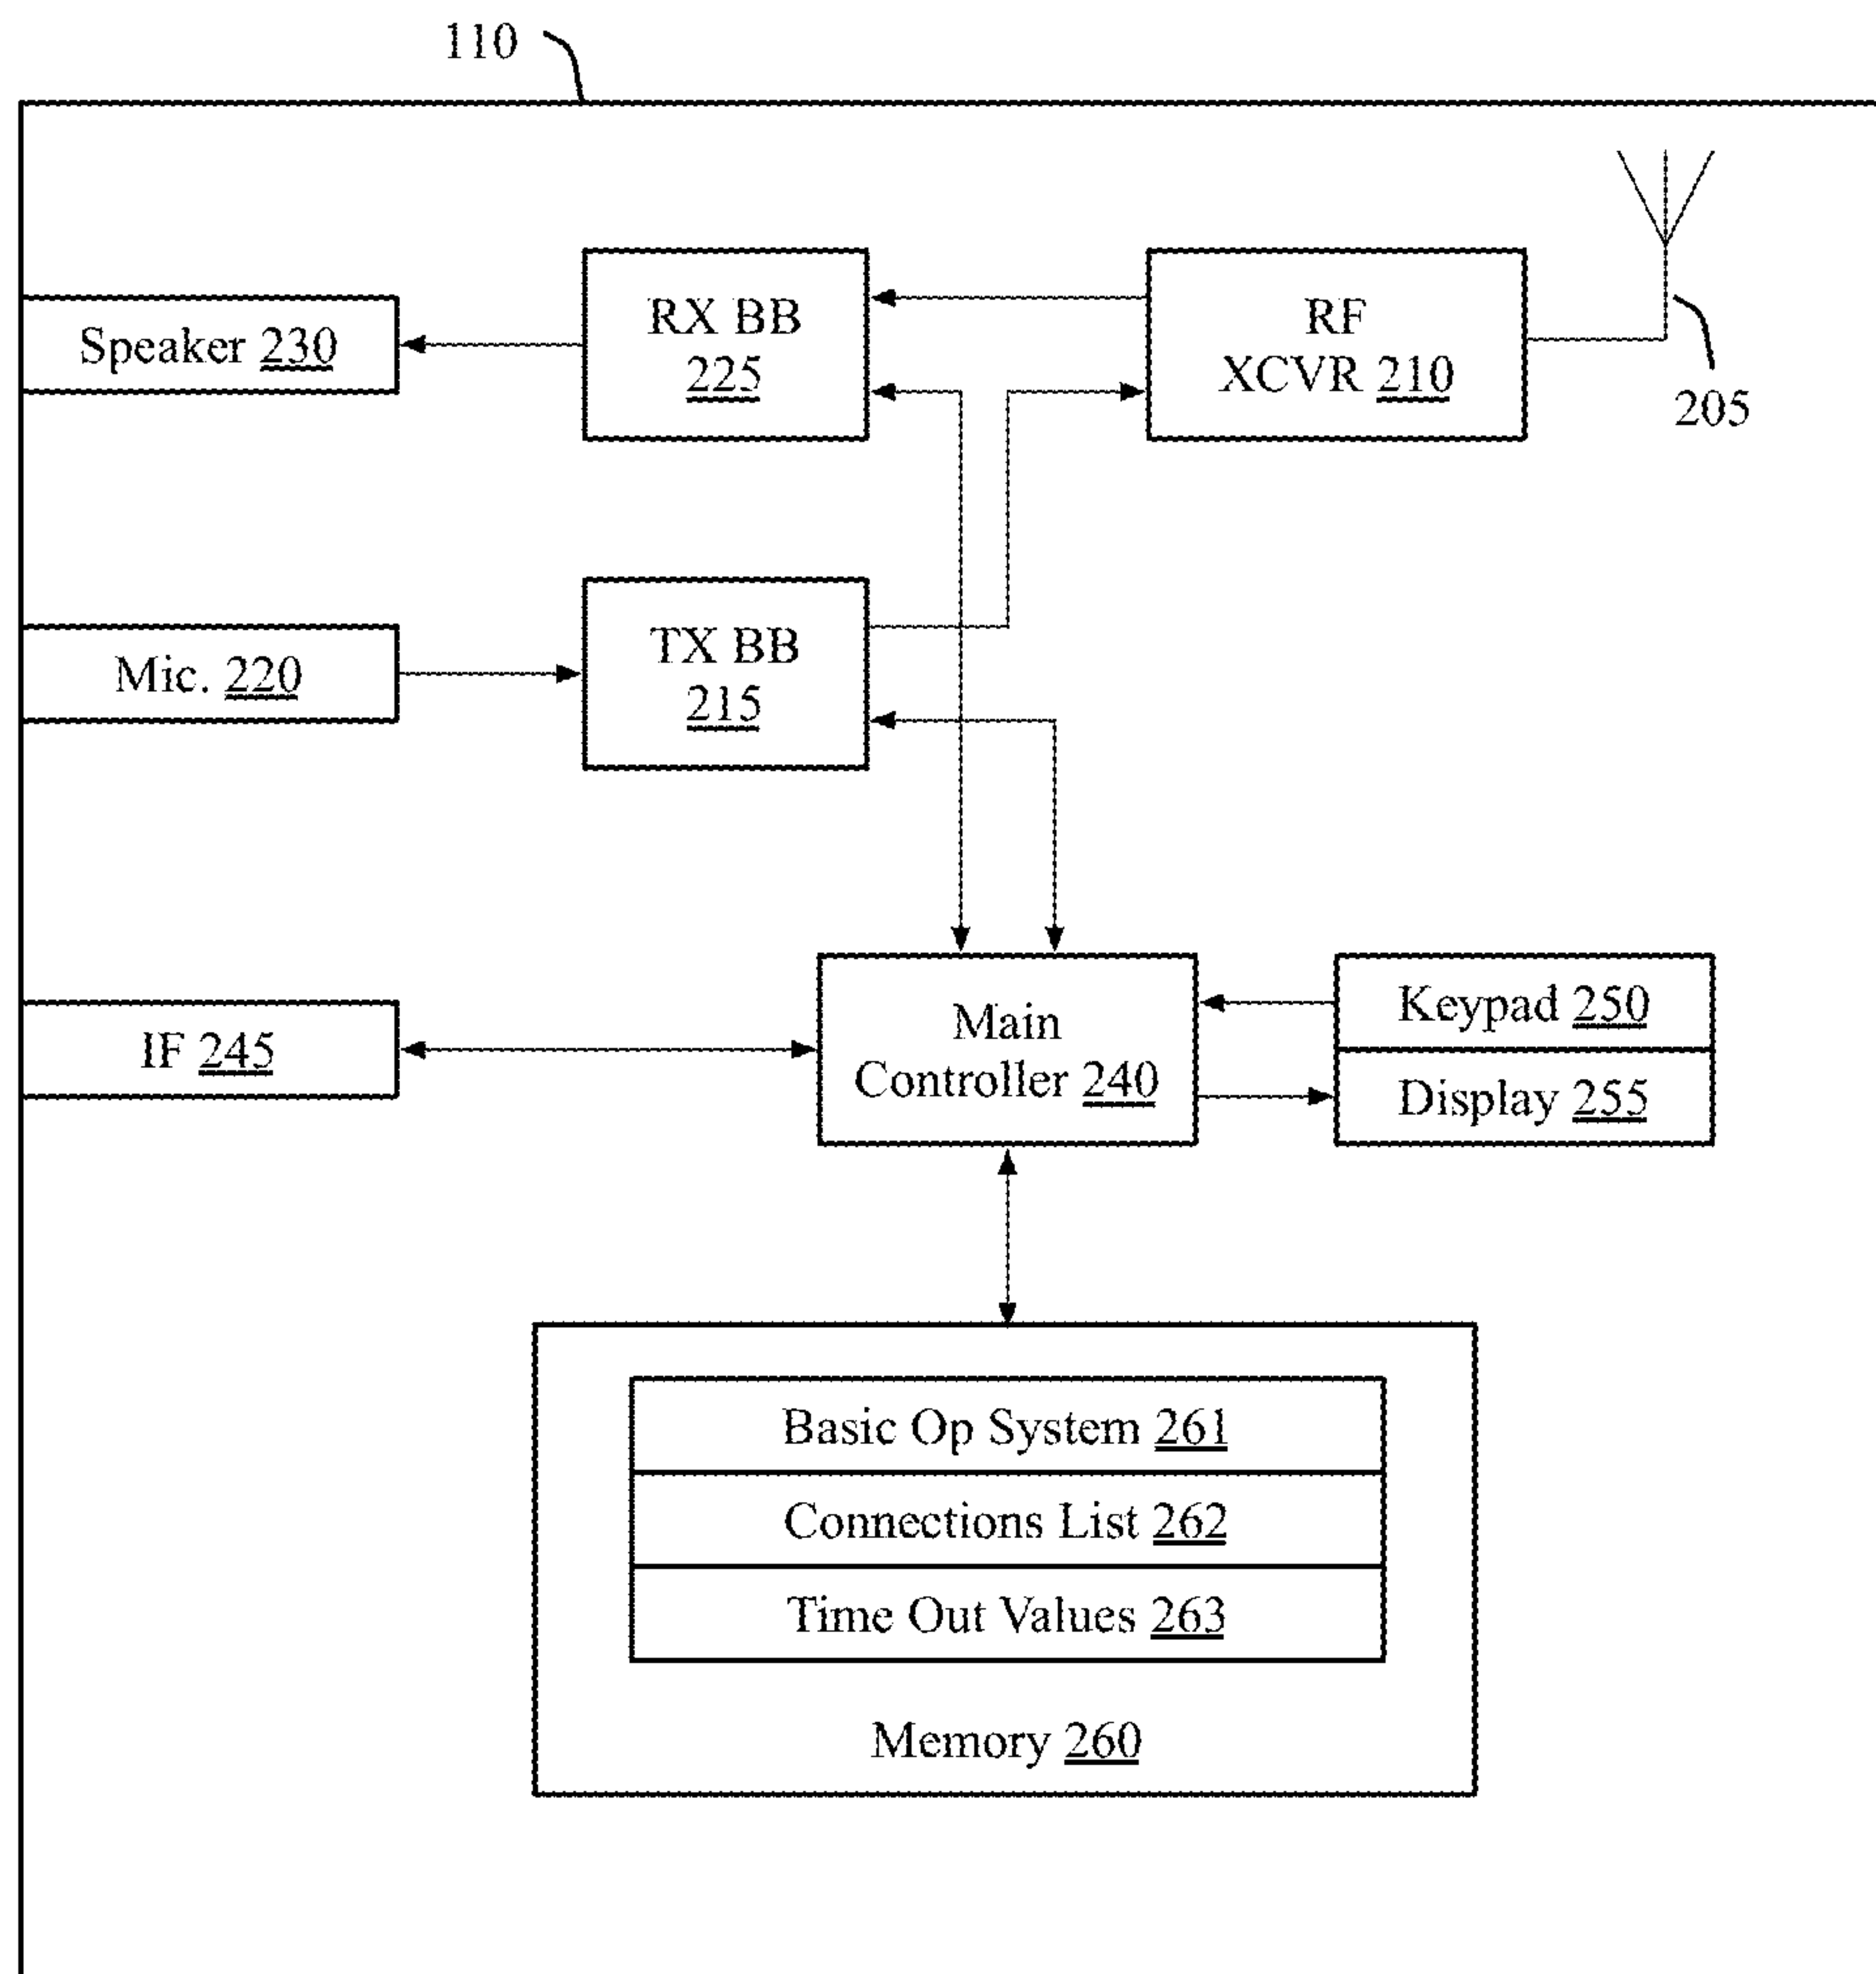 110
RX BB
225
RF
XCVR 210
Speaker 230
205
TX BB
215
Mic. 220
Main
Controller 240
Keypad 250
IF 245
Display 255
Basic Op System 261
Connections List 262
Time Out Values 263
Memory 260